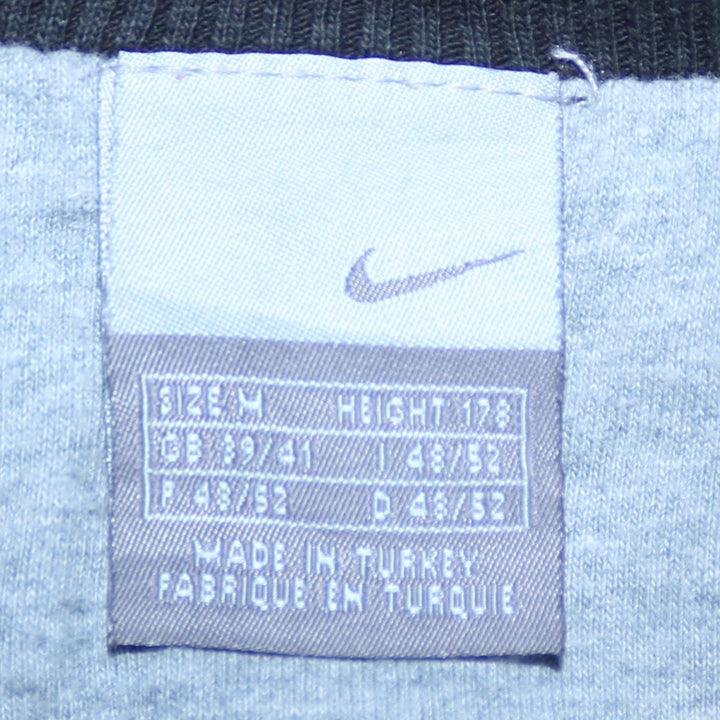 SIZE M HEIGHT 178
GB 39/41 I 48/52
F 48/52 D 48/52
MADE IN TURKEY
FABRIQUE EN TURQUIE